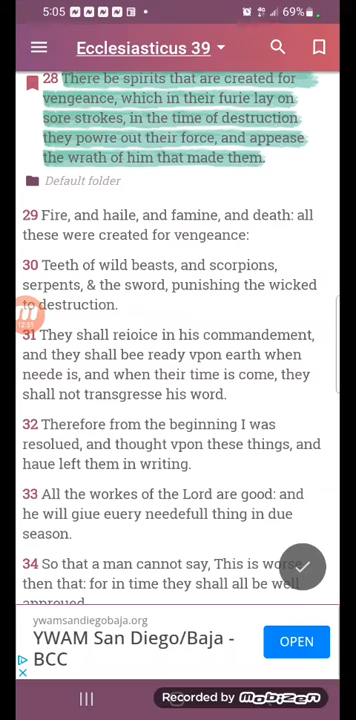 5:05
69%
Ecclesiasticus 39
28 There be spirits that are created for
vengeance, which in their furie lay on
sore strokes, in the time of destruction
they powre out their force, and appease
the wrath of him that made them.
Default folder
29 Fire, and haile, and famine, and death: all
these were created for vengeance:
30 Teeth of wild beasts, and scorpions,
serpents, & the sword, punishing the wicked
to destruction.
12:51
31 They shall reioice in his commandement,
and they shall bee ready vpon earth when
neede is, and when their time is come, they
shall not transgresse his word.
32 Therefore from the beginning I was
resolued, and thought vpon these things, and
haue left them in writing.
33 All the workes of the Lord are good: and
he will giue euery needefull thing in due
season.
34 So that a man cannot say, This is worse
then that: for in time they shall all be well
approued.
ywamsandiegobaja.org
YWAM San Diego/Baja -
BCC
OPEN
Recorded by mobizen